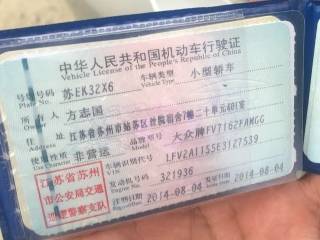 中华人民共和国机动车行驶证
Vehicle License of the People's Republic of China
号牌号码 苏EK32X6 车辆类型 小型轿车
Plate No. Vehicle Type
所有人 方志国
Owner
住址 江苏省苏州市姑苏区
Address
使用性质 非营运 品牌型号 大众牌FV7162FAMGG
Use Character Model
江苏省苏州
市公安局交通
巡逻警察支队
车辆识别代号 LFV2A1155E3127539
VIN
发动机号码 321936
Engine No.
注册日期 2014-08-04 发证日期 2014-08-04